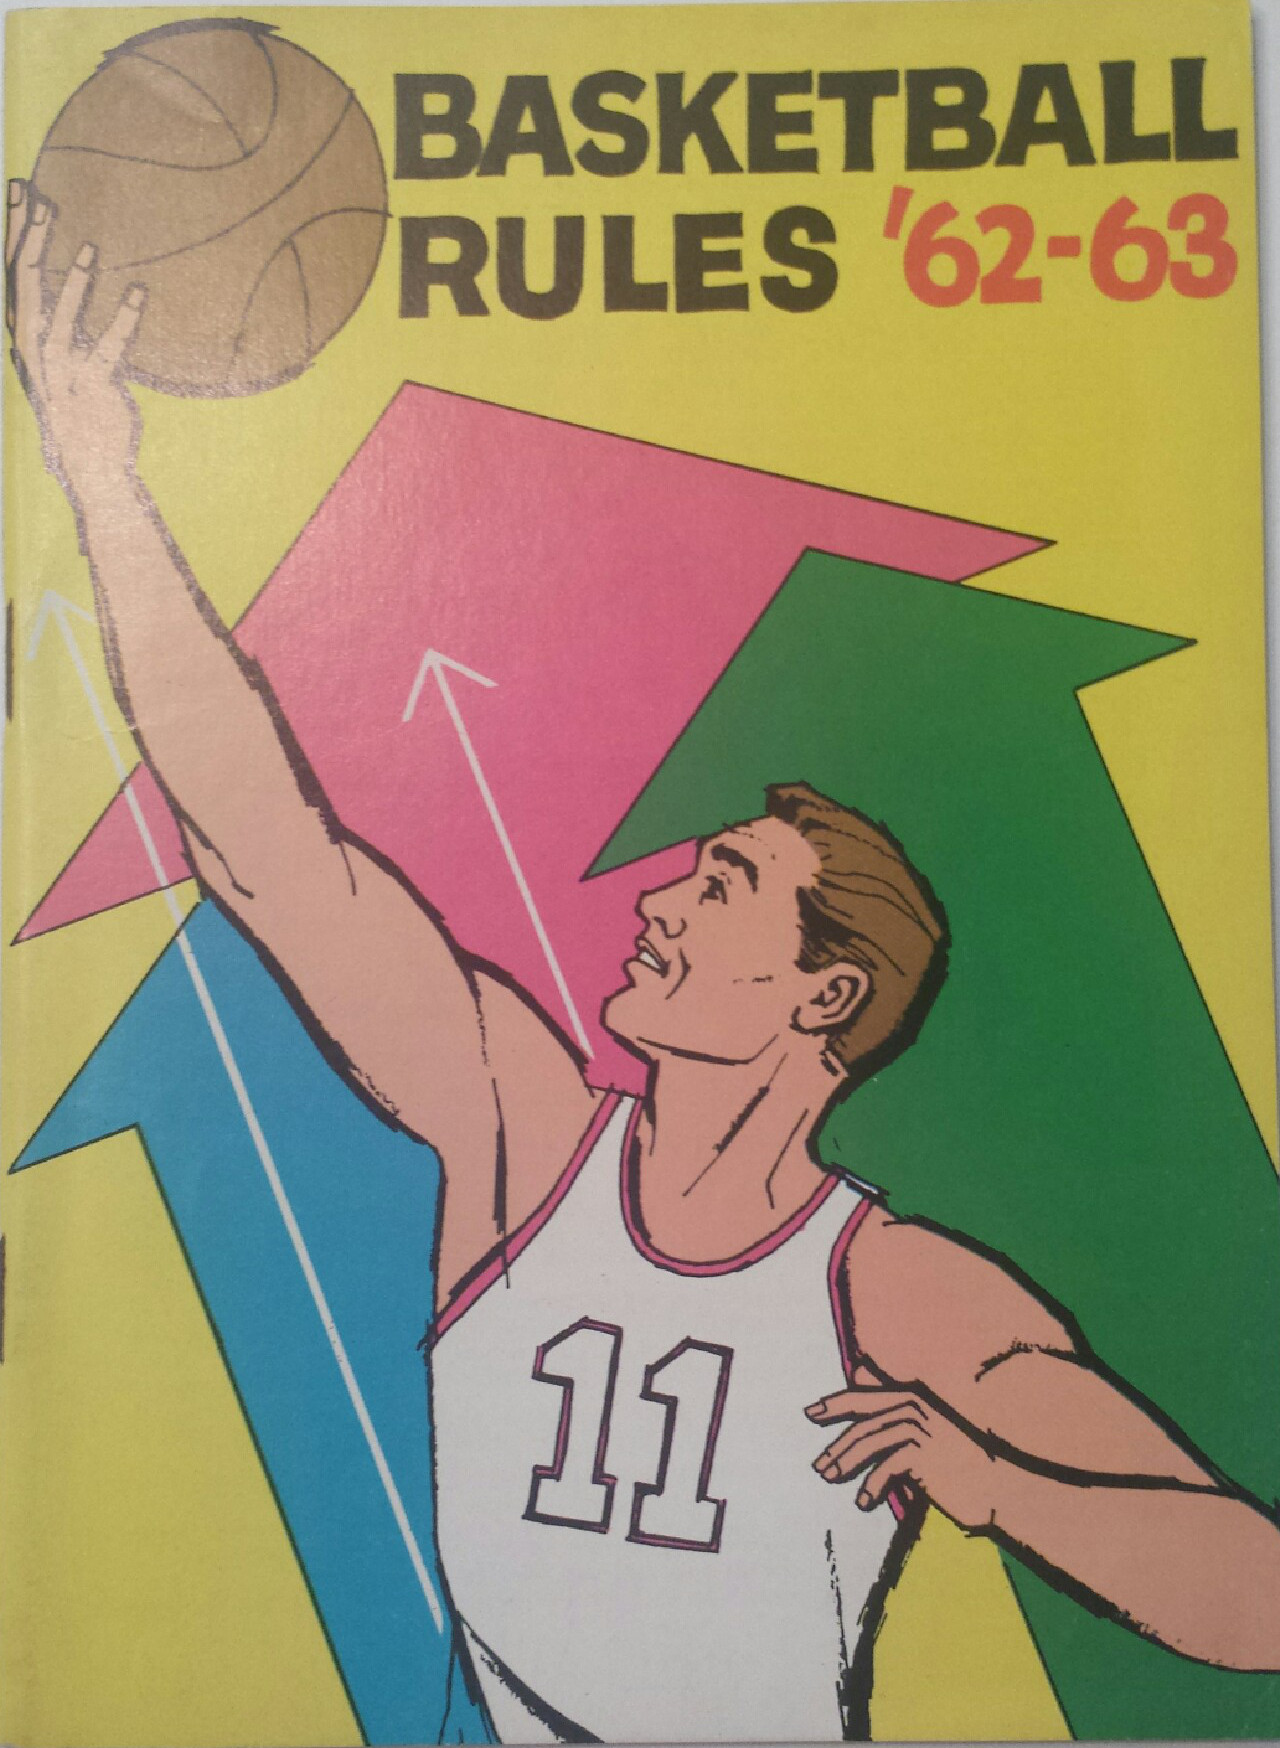 BASKETBALL
RULES '62-63
11